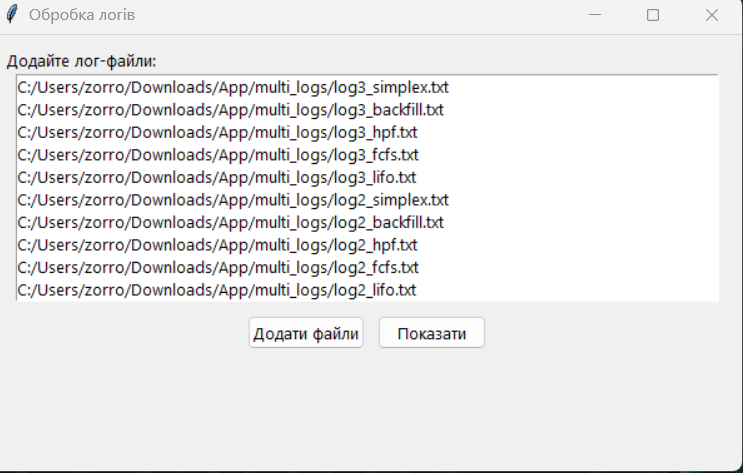 Обробка логів
Додайте лог-файли:
C:/Users/zorro/Downloads/App/multi_logs/log3_simplex.txt
C:/Users/zorro/Downloads/App/multi_logs/log3_backfill.txt
C:/Users/zorro/Downloads/App/multi_logs/log3_hpf.txt
C:/Users/zorro/Downloads/App/multi_logs/log3_fcfs.txt
C:/Users/zorro/Downloads/App/multi_logs/log3_lifo.txt
C:/Users/zorro/Downloads/App/multi_logs/log2_simplex.txt
C:/Users/zorro/Downloads/App/multi_logs/log2_backfill.txt
C:/Users/zorro/Downloads/App/multi_logs/log2_hpf.txt
C:/Users/zorro/Downloads/App/multi_logs/log2_fcfs.txt
C:/Users/zorro/Downloads/App/multi_logs/log2_lifo.txt
Додати файли Показати